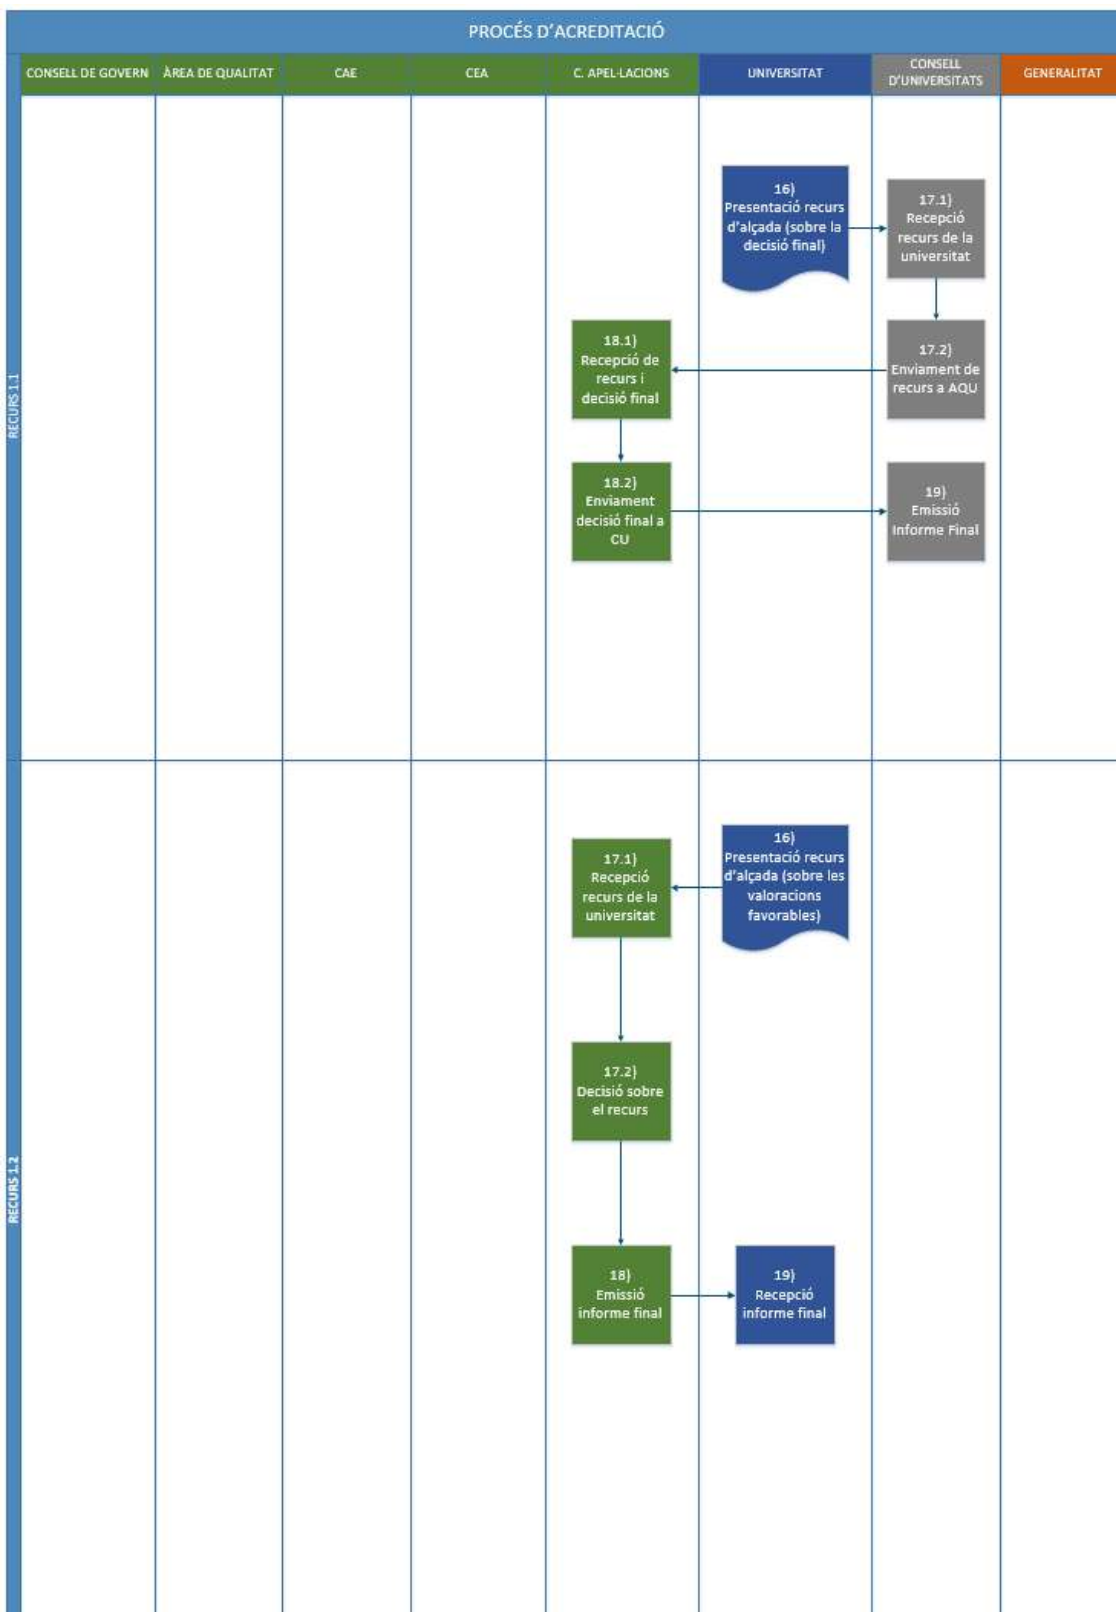 PROCÉS D'ACREDITACIÓ
CONSELL DE GOVERN
ÀREA DE QUALITAT
CAE
CEA
C. APEL·LACIONS
UNIVERSITAT
CONSELL
D'UNIVERSITATS
GENERALITAT
RECURS 1.1
16)
Presentació recurs
d'alçada (sobre la
decisió final)
17.1)
Recepció
recurs de la
universitat
17.2)
Enviament de
recurs a AQU
18.1)
Recepció de
recurs i
decisió final
18.2)
Enviament
decisió final a
CU
19)
Emissió
Informe Final
RECURS 1.2
16)
Presentació recurs
d'alçada (sobre les
valoracions
favorables)
17.1)
Recepció
recurs de la
universitat
17.2)
Decisió sobre
el recurs
18)
Emissió
informe final
19)
Recepció
informe final